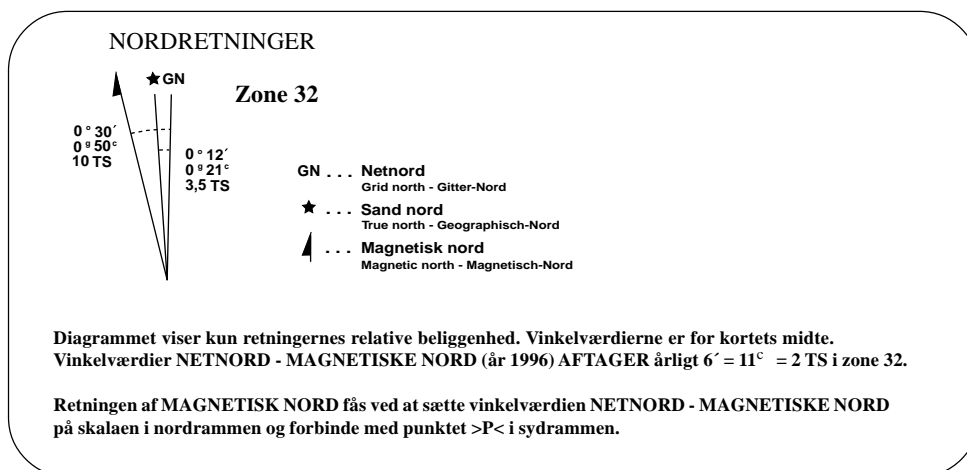 NORDRETNINGER
★ GN
Zone 32
0 ° 30´
0 ᵍ 50ᶜ
10 TS
0 ° 12´
0 ᵍ 21ᶜ
3,5 TS
GN . . . Netnord
Grid north - Gitter-Nord
★ . . . Sand nord
True north - Geographisch-Nord
. . . Magnetisk nord
Magnetic north - Magnetisch-Nord
Diagrammet viser kun retningernes relative beliggenhed. Vinkelværdierne er for kortets midte.
Vinkelværdier NETNORD - MAGNETISKE NORD (år 1996) AFTAGER årligt 6´ = 11ᶜ = 2 TS i zone 32.
Retningen af MAGNETISK NORD fås ved at sætte vinkelværdien NETNORD - MAGNETISKE NORD
på skalaen i nordrammen og forbinde med punktet >P< i sydrammen.